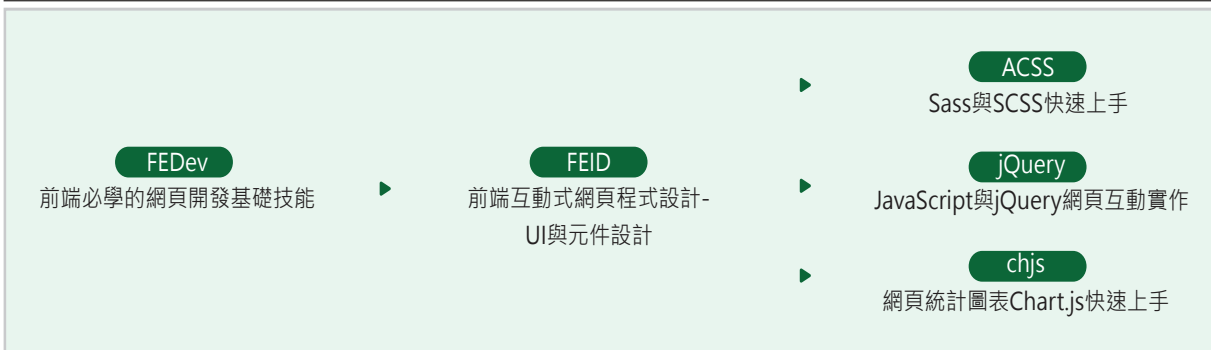 FEDev
前端必學的網頁開發基礎技能
FEID
前端互動式網頁程式設計-
UI與元件設計
ACSS
Sass與SCSS快速上手
jQuery
JavaScript與jQuery網頁互動實作
chjs
網頁統計圖表Chart.js快速上手